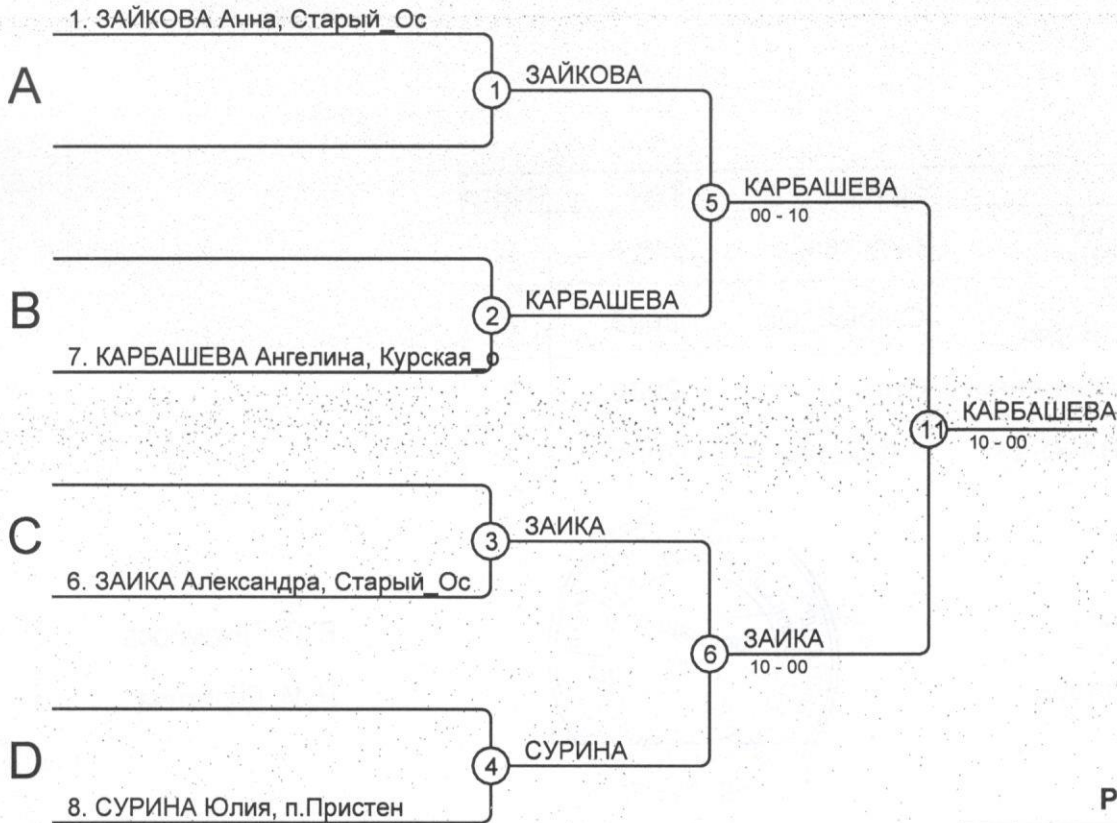 1. ЗАЙКОВА Анна, Старый_Ос
A
1
ЗАЙКОВА
5
КАРБАШЕВА
00 - 10
B
2
КАРБАШЕВА
7. КАРБАШЕВА Ангелина, Курская_о
11
КАРБАШЕВА
10 - 00
C
3
ЗАИКА
6. ЗАИКА Александра, Старый_Ос
6
ЗАИКА
10 - 00
D
4
СУРИНА
8. СУРИНА Юлия, п.Пристен
Р